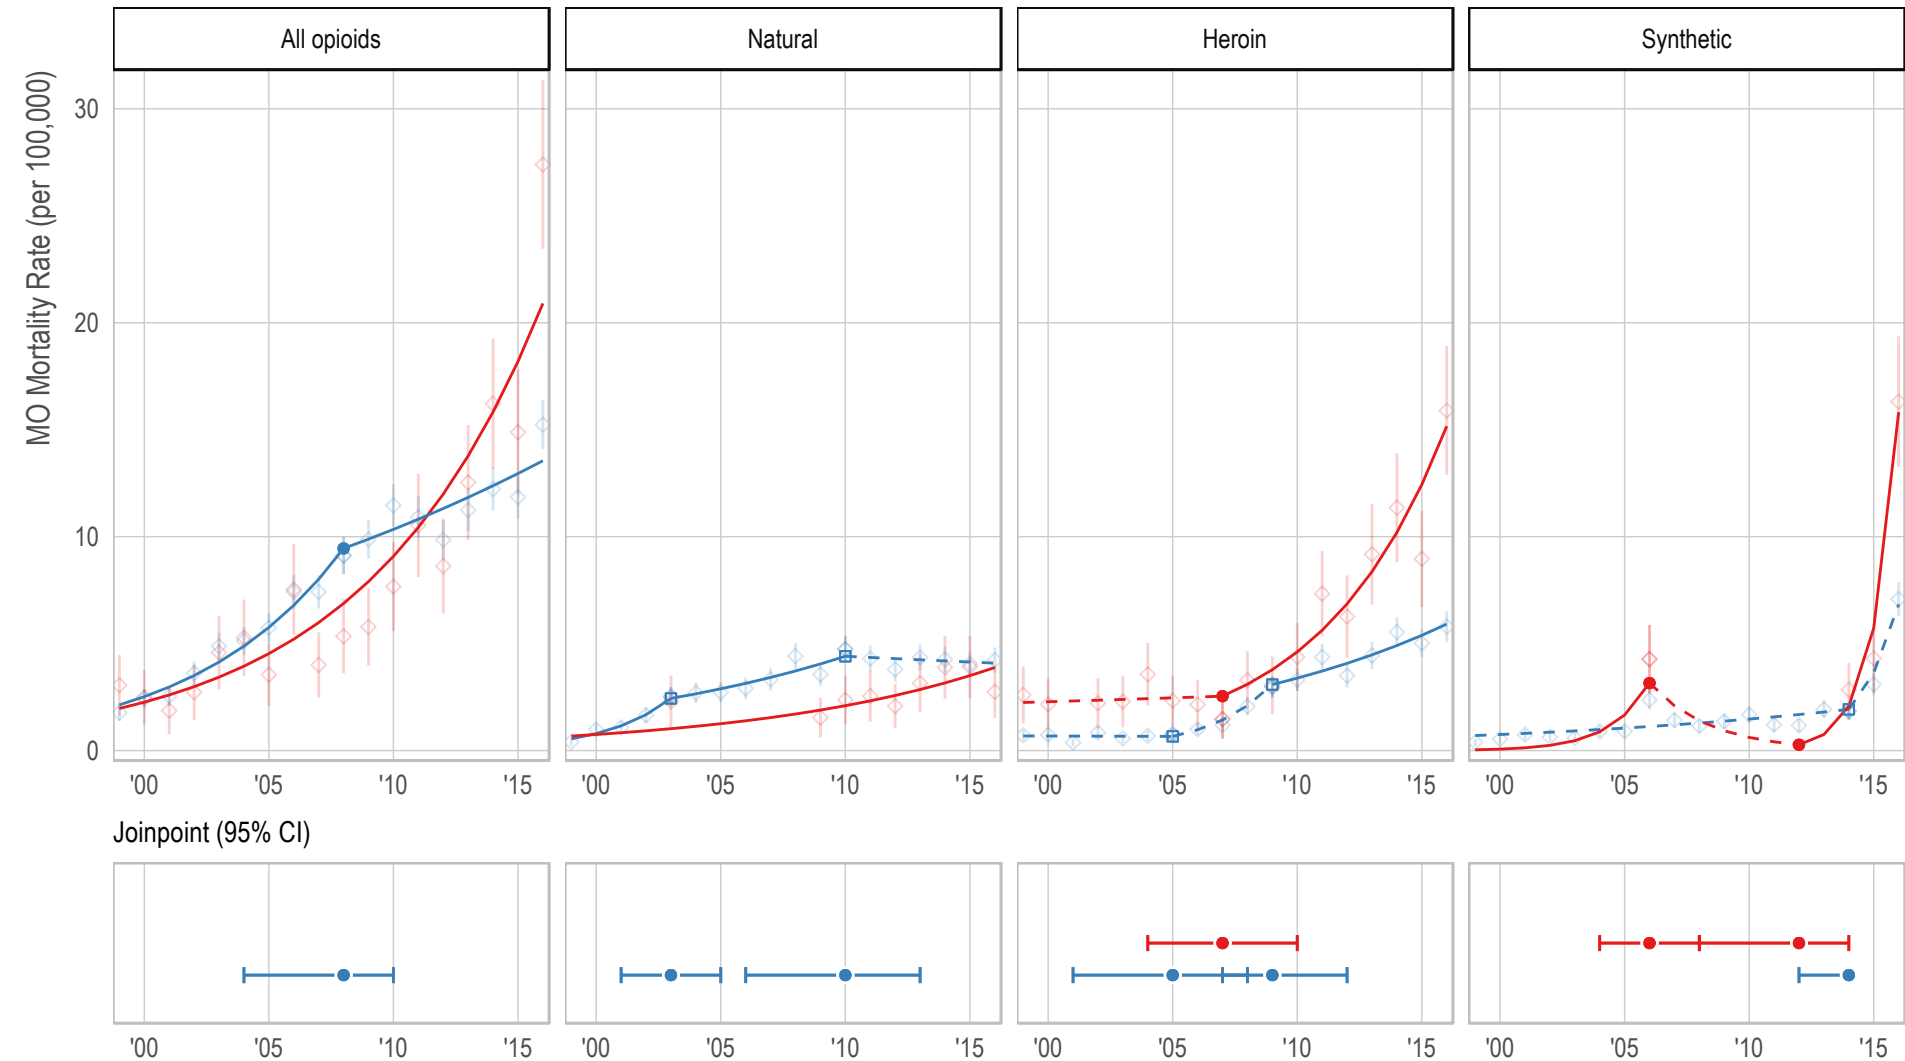 All opioids
Natural
Heroin
Synthetic
MO Mortality Rate (per 100,000)
30
20
10
0
'00 '05 '10 '15
'00 '05 '10 '15
'00 '05 '10 '15
'00 '05 '10 '15
Joinpoint (95% CI)
'00 '05 '10 '15
'00 '05 '10 '15
'00 '05 '10 '15
'00 '05 '10 '15